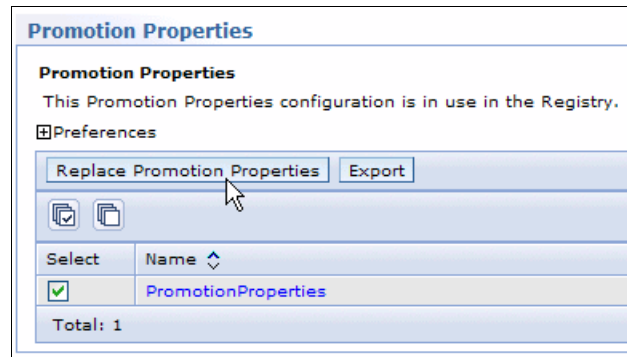 Promotion Properties
Promotion Properties
This Promotion Properties configuration is in use in the Registry.
Preferences
Replace Promotion Properties Export
Select Name
PromotionProperties
Total: 1